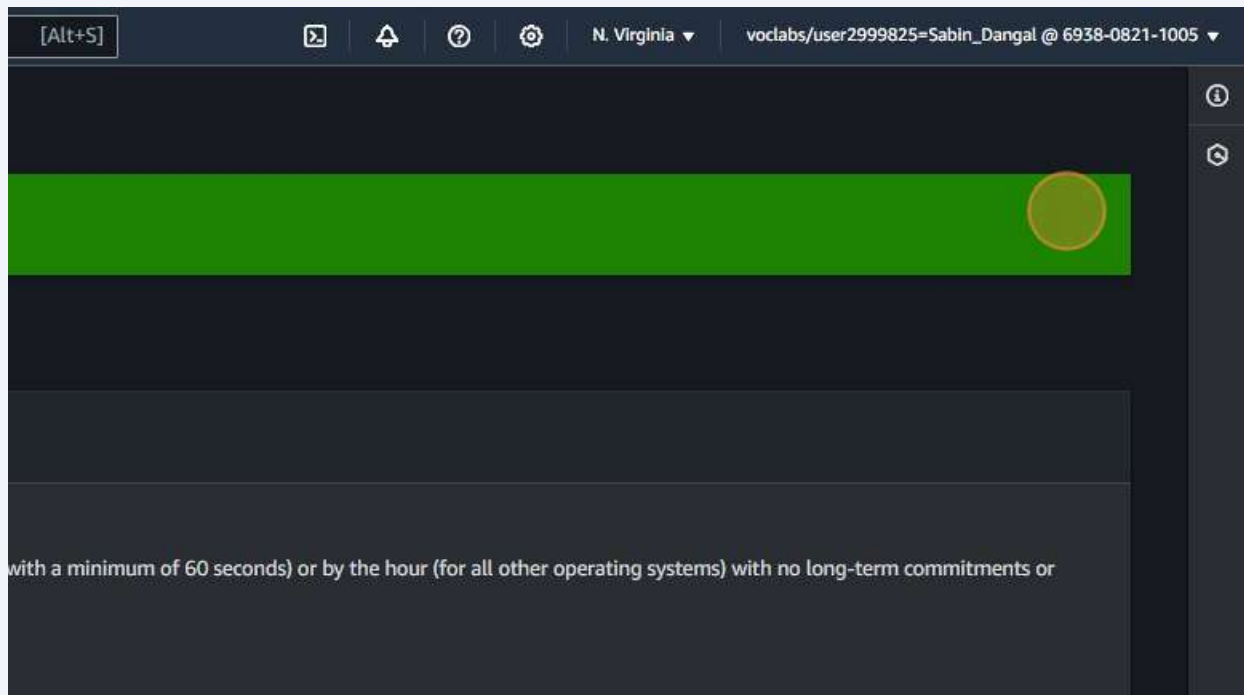 [Alt+S]
N. Virginia ▼
voclabs/user2999825=Sabin_Dangal @ 6938-0821-1005 ▼
with a minimum of 60 seconds) or by the hour (for all other operating systems) with no long-term commitments or